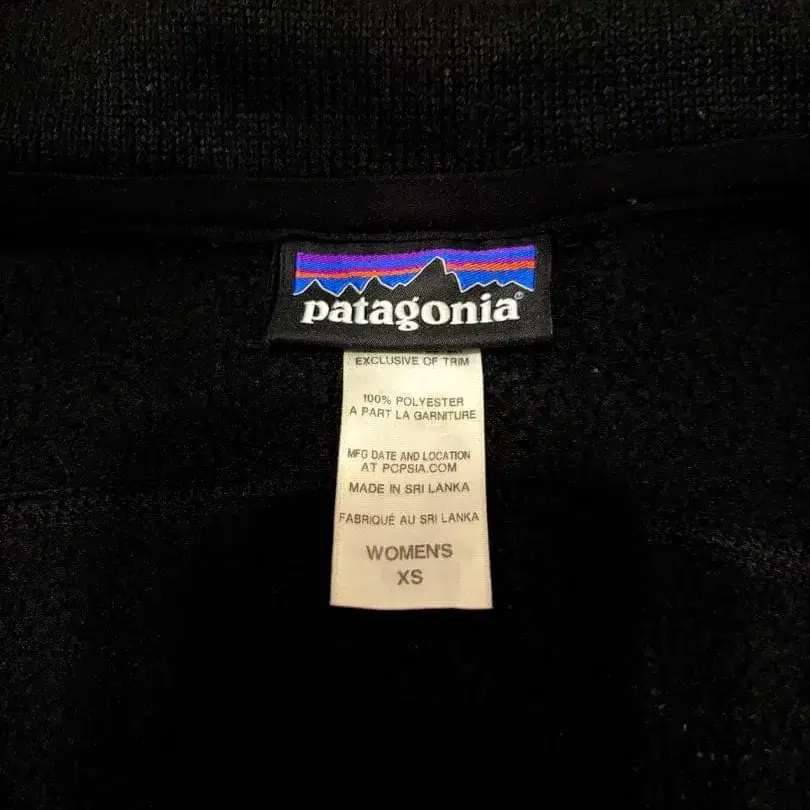 patagonia®
EXCLUSIVE OF TRIM
100% POLYESTER
A PART LA GARNITURE
MFG DATE AND LOCATION
AT PCPSIA.COM
MADE IN SRI LANKA
FABRIQUÉ AU SRI LANKA
WOMEN'S
XS